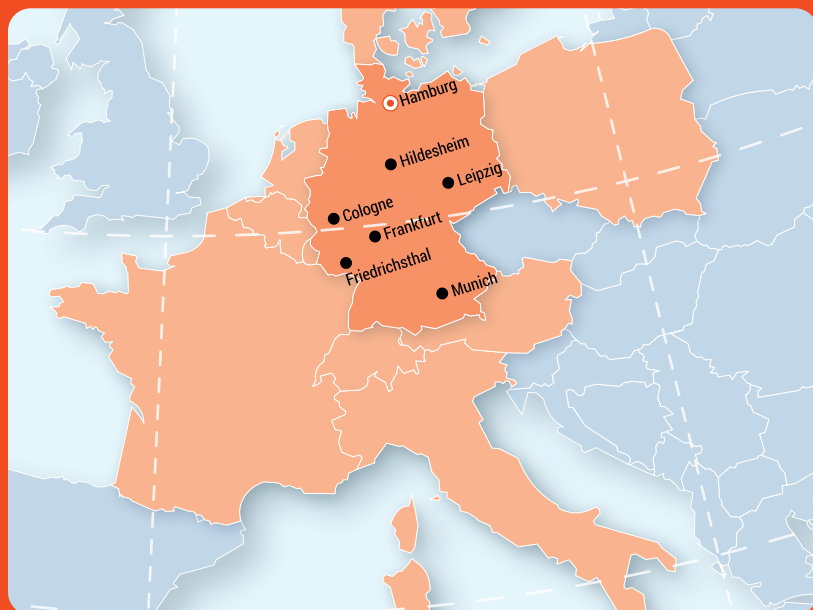 Hamburg
Hildesheim
Leipzig
Cologne
Frankfurt
Friedrichsthal
Munich